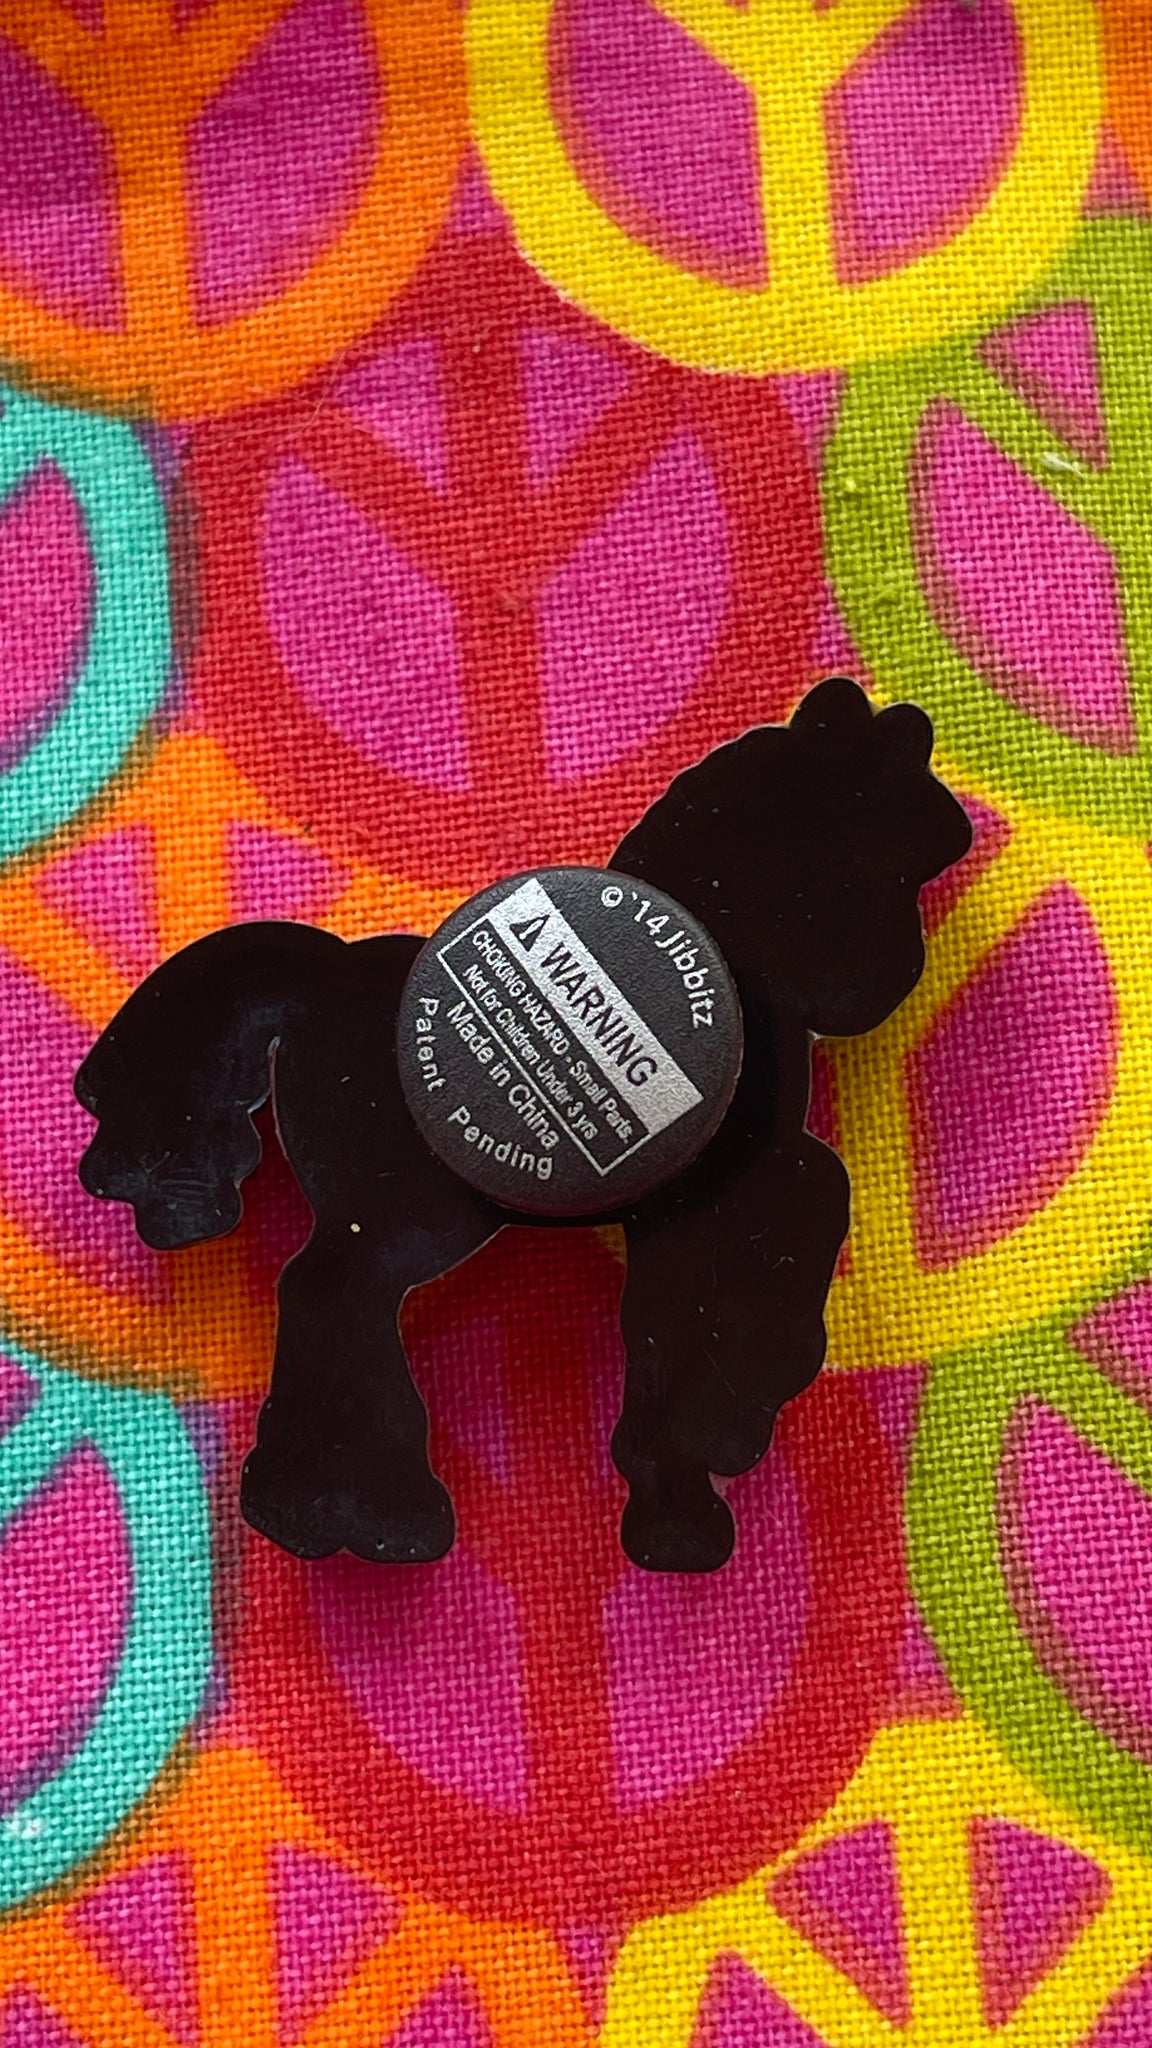 © '14 Jibbitz
WARNING
CHOKING HAZARD - Small Parts.
Not for Children Under 3 yrs
Made in China
Patent Pending